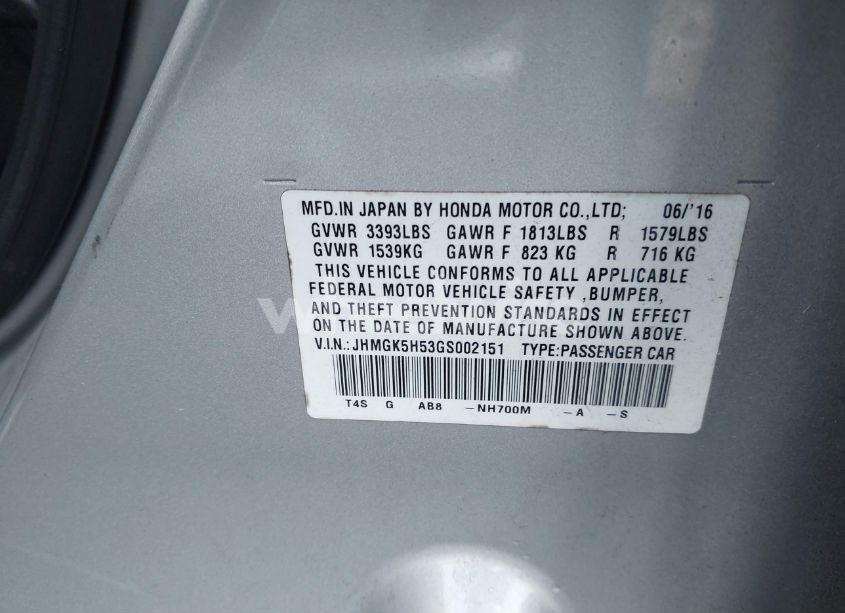 MFD.IN JAPAN BY HONDA MOTOR CO.,LTD; 06/'16
GVWR 3393LBS GAWR F 1813LBS R 1579LBS
GVWR 1539KG GAWR F 823 KG R 716 KG
THIS VEHICLE CONFORMS TO ALL APPLICABLE
FEDERAL MOTOR VEHICLE SAFETY ,BUMPER,
AND THEFT PREVENTION STANDARDS IN EFFECT
ON THE DATE OF MANUFACTURE SHOWN ABOVE.
V.I.N.: JHMGK5H53GS002151 TYPE:PASSENGER CAR
T4S G AB8 -NH700M -A -S